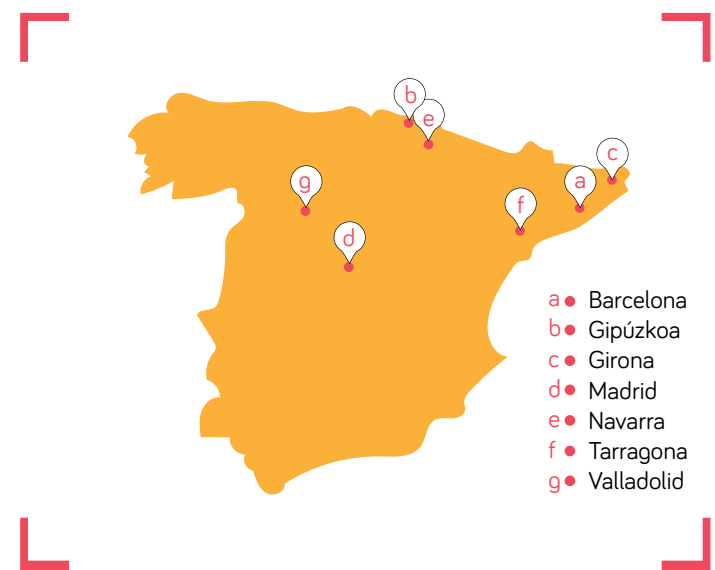 b
e
c
g
a
f
d
a Barcelona
b Gipúzkoa
c Girona
d Madrid
e Navarra
f Tarragona
g Valladolid